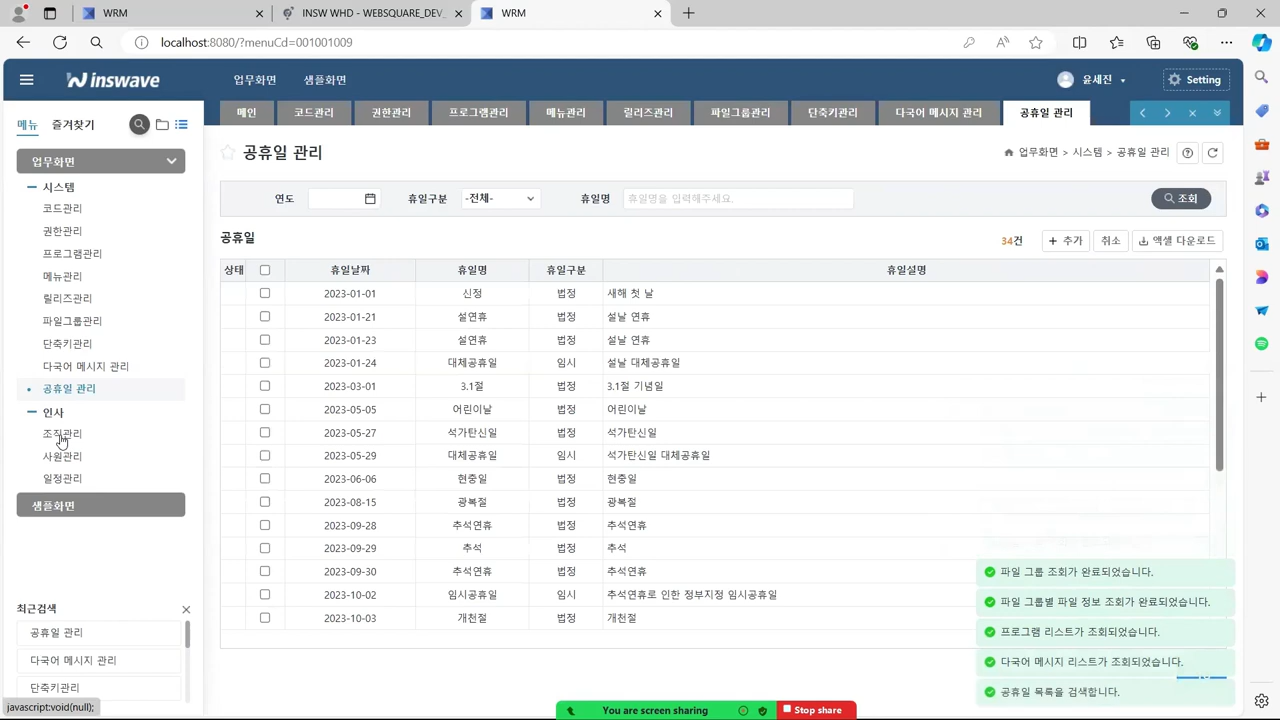 WRM
INSW WHD - WEBSQUARE_DEV_
WRM
localhost:8080/?menuCd=001001009
inswave
업무화면
샘플화면
윤세진
Setting
메뉴
즐겨찾기
메인
코드관리
권한관리
프로그램관리
메뉴관리
릴리즈관리
파일그룹관리
단축키관리
다국어 메시지 관리
공휴일 관리
업무화면
시스템
코드관리
권한관리
프로그램관리
메뉴관리
릴리즈관리
파일그룹관리
단축키관리
다국어 메시지 관리
공휴일 관리
인사
조직관리
사원관리
일정관리
샘플화면
최근검색
공휴일 관리
다국어 메시지 관리
단축키관리
javascript:void(null);
공휴일 관리
업무화면 > 시스템 > 공휴일 관리
연도
휴일구분
-전체-
휴일명
휴일명을 입력해주세요.
조회
공휴일
34건
추가
취소
엑셀 다운로드
상태 휴일날짜 휴일명 휴일구분 휴일설명
2023-01-01 신정 법정 새해 첫 날
2023-01-21 설연휴 법정 설날 연휴
2023-01-23 설연휴 법정 설날 연휴
2023-01-24 대체공휴일 임시 설날 대체공휴일
2023-03-01 3.1절 법정 3.1절 기념일
2023-05-05 어린이날 법정 어린이날
2023-05-27 석가탄신일 법정 석가탄신일
2023-05-29 대체공휴일 임시 석가탄신일 대체공휴일
2023-06-06 현중일 법정 현중일
2023-08-15 광복절 법정 광복절
2023-09-28 추석연휴 법정 추석연휴
2023-09-29 추석 법정 추석
2023-09-30 추석연휴 법정 추석연휴
2023-10-02 임시공휴일 임시 추석연휴로 인한 정부지정 임시공휴일
2023-10-03 개천절 법정 개천절
파일 그룹 조회가 완료되었습니다.
파일 그룹별 파일 정보 조회가 완료되었습니다.
프로그램 리스트가 조회되었습니다.
다국어 메시지 리스트가 조회되었습니다.
공휴일 목록을 검색합니다.
You are screen sharing
Stop share